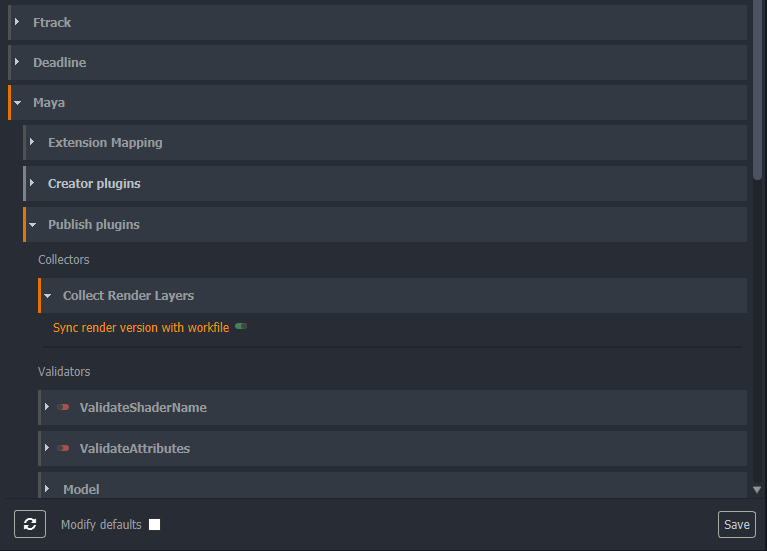 Ftrack
Deadline
Maya
Extension Mapping
Creator plugins
Publish plugins
Collectors
Collect Render Layers
Sync render version with workfile
Validators
ValidateShaderName
ValidateAttributes
Model
Modify defaults
Save